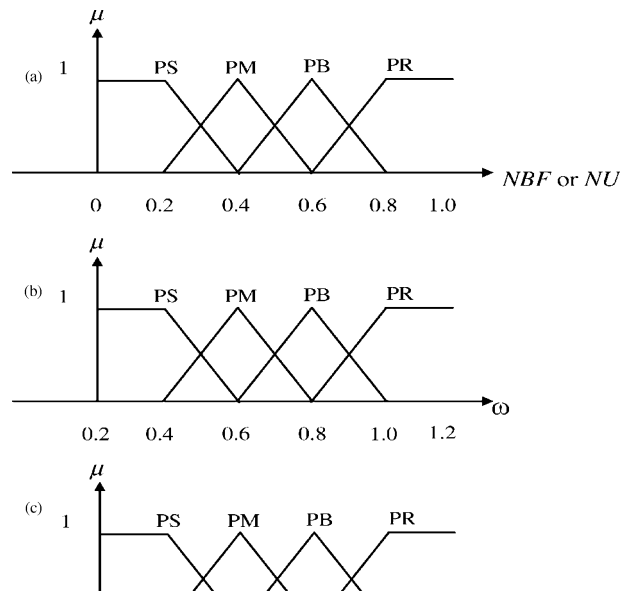 μ
(a) 1 PS PM PB PR
NBF or NU
0 0.2 0.4 0.6 0.8 1.0
μ
(b) 1 PS PM PB PR
ω
0.2 0.4 0.6 0.8 1.0 1.2
μ
(c) 1 PS PM PB PR